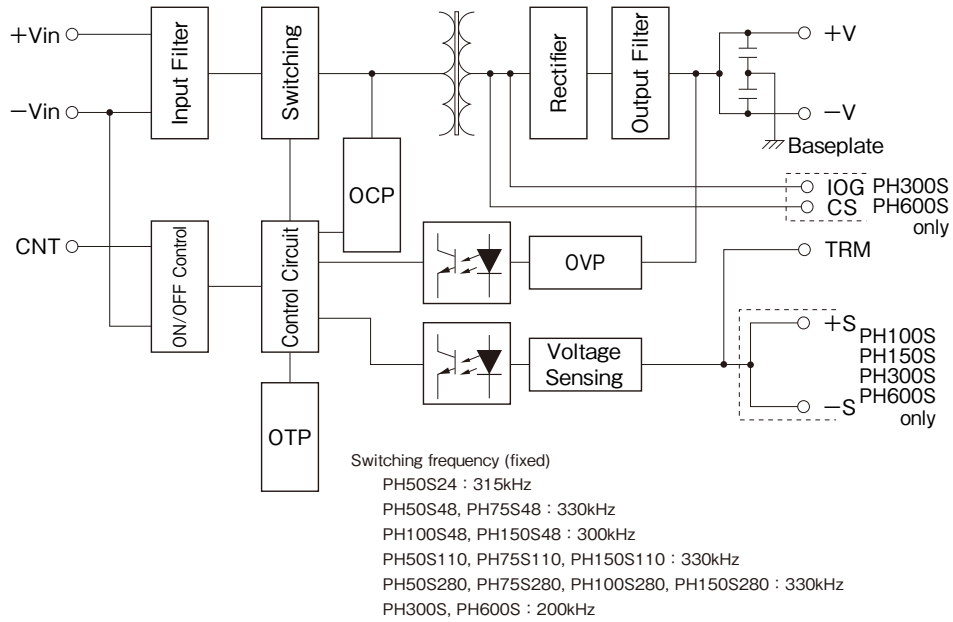 +Vin
−Vin
CNT
Input Filter
Switching
OCP
ON/OFF Control
Control Circuit
OTP
Rectifier
Output Filter
OVP
Voltage
Sensing
+V
−V
Baseplate
IOG
CS
PH300S
PH600S
only
TRM
+S
−S
PH100S
PH150S
PH300S
PH600S
only
Switching frequency (fixed)
PH50S24 : 315kHz
PH50S48, PH75S48 : 330kHz
PH100S48, PH150S48 : 300kHz
PH50S110, PH75S110, PH150S110 : 330kHz
PH50S280, PH75S280, PH100S280, PH150S280 : 330kHz
PH300S, PH600S : 200kHz